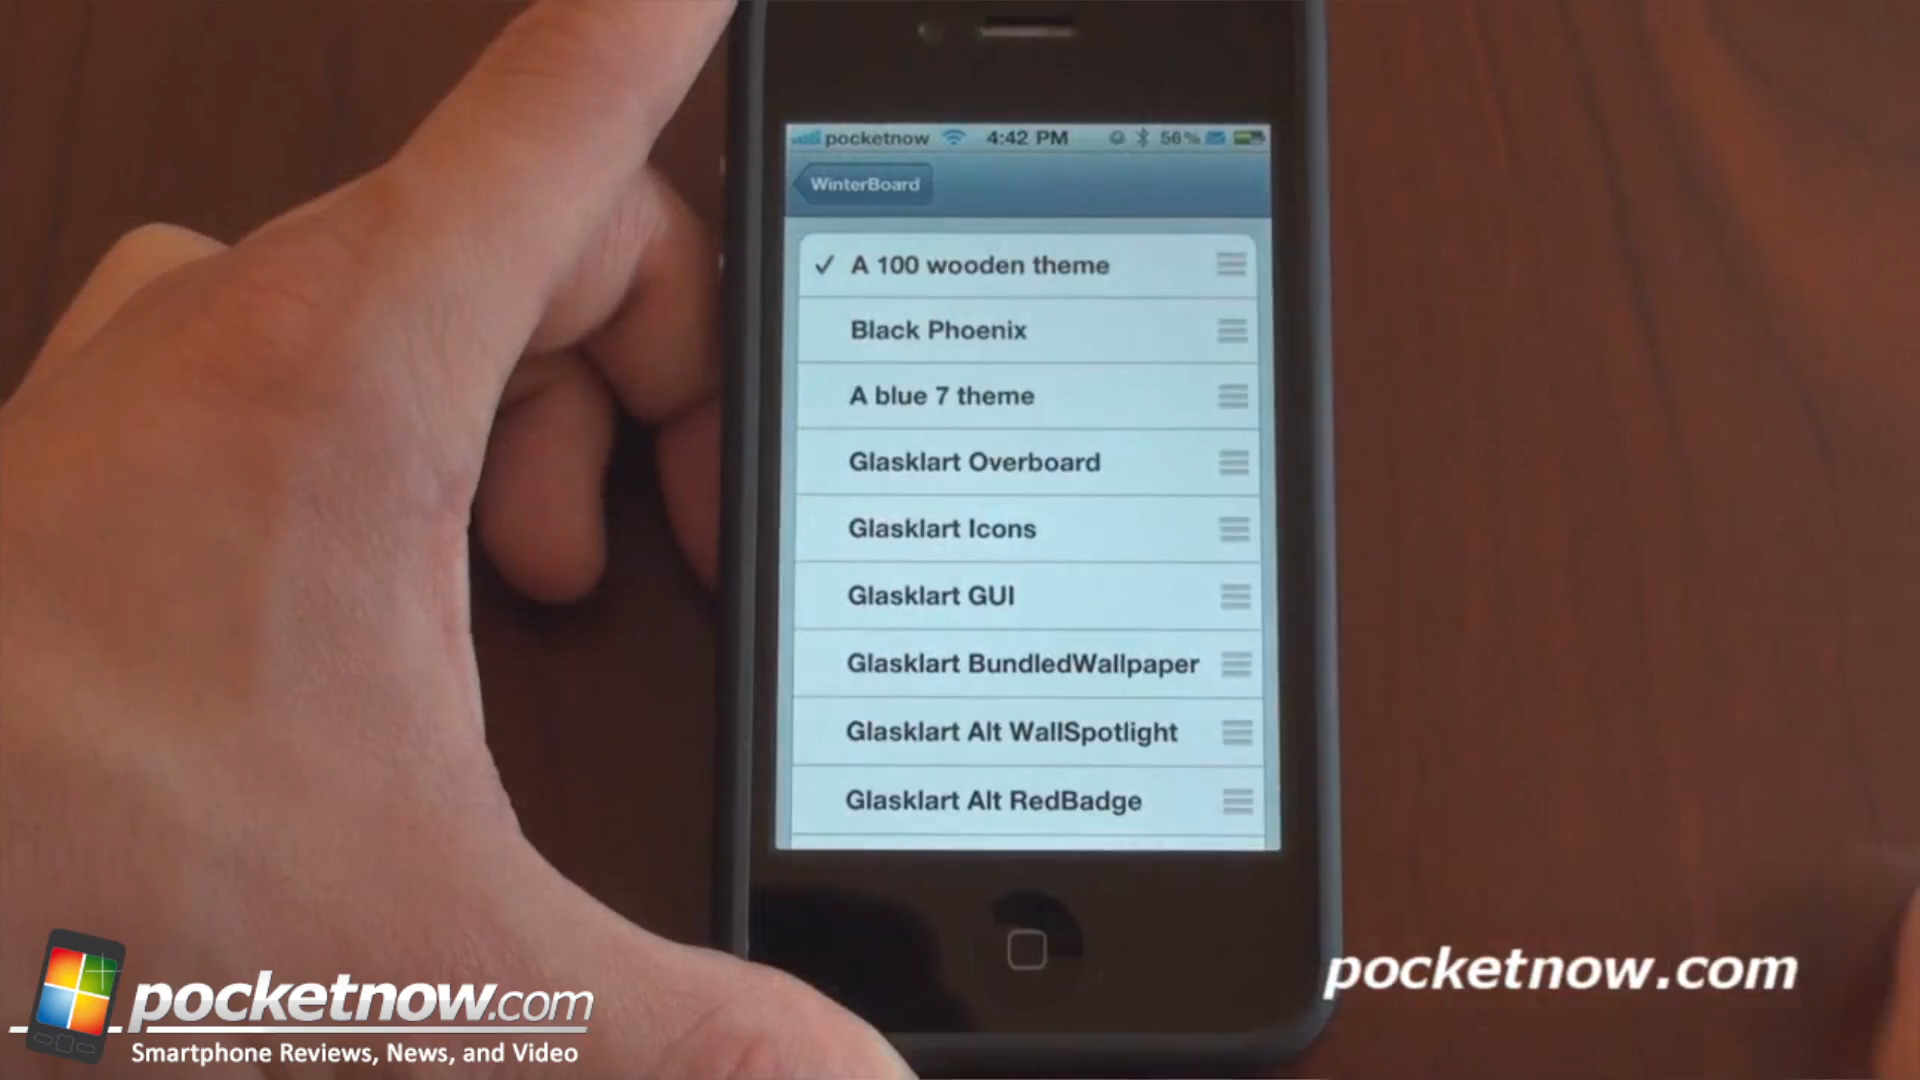 pocketnow 4:42 PM 56%
WinterBoard
✓ A 100 wooden theme
Black Phoenix
A blue 7 theme
Glasklart Overboard
Glasklart Icons
Glasklart GUI
Glasklart BundledWallpaper
Glasklart Alt WallSpotlight
Glasklart Alt RedBadge
pocketnow.com
pocketnow.com
Smartphone Reviews, News, and Video